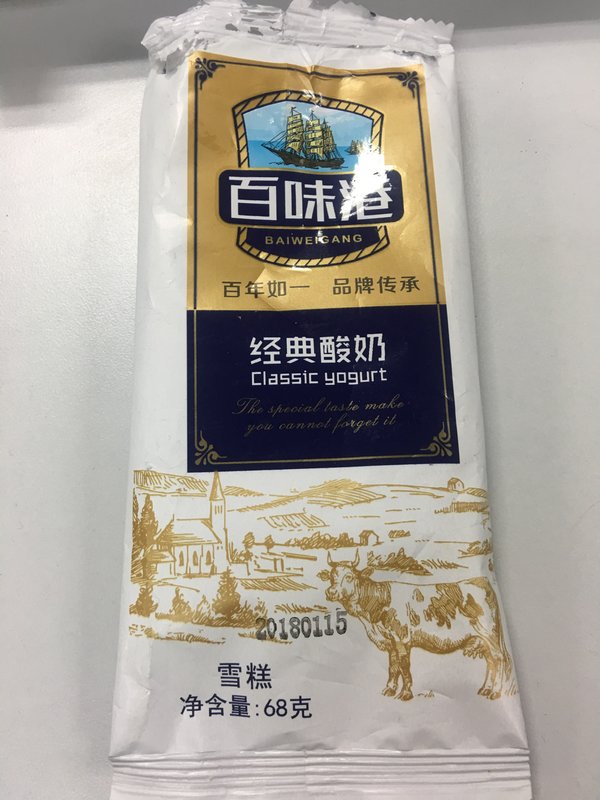 百味港
BAIWEIGANG
百年如一 品牌传承
经典酸奶
Classic yogurt
The special taste make
you cannot forget it
20180115
雪糕
净含量:68克